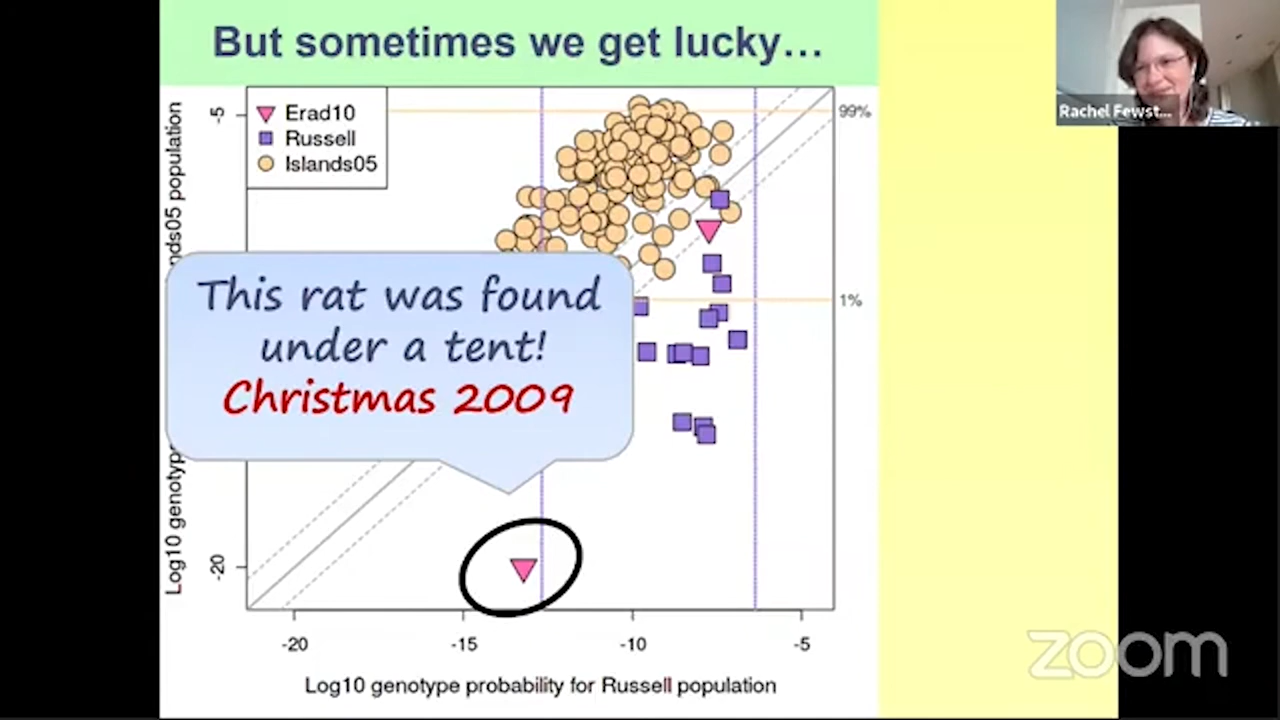 But sometimes we get lucky…
Rachel Fewst...
Erad10
Russell
Islands05
99%
1%
-5
-20
This rat was found
under a tent!
Christmas 2009
Log10 genotype
nds05 population
-20
-15
-10
-5
Log10 genotype probability for Russell population
zoom